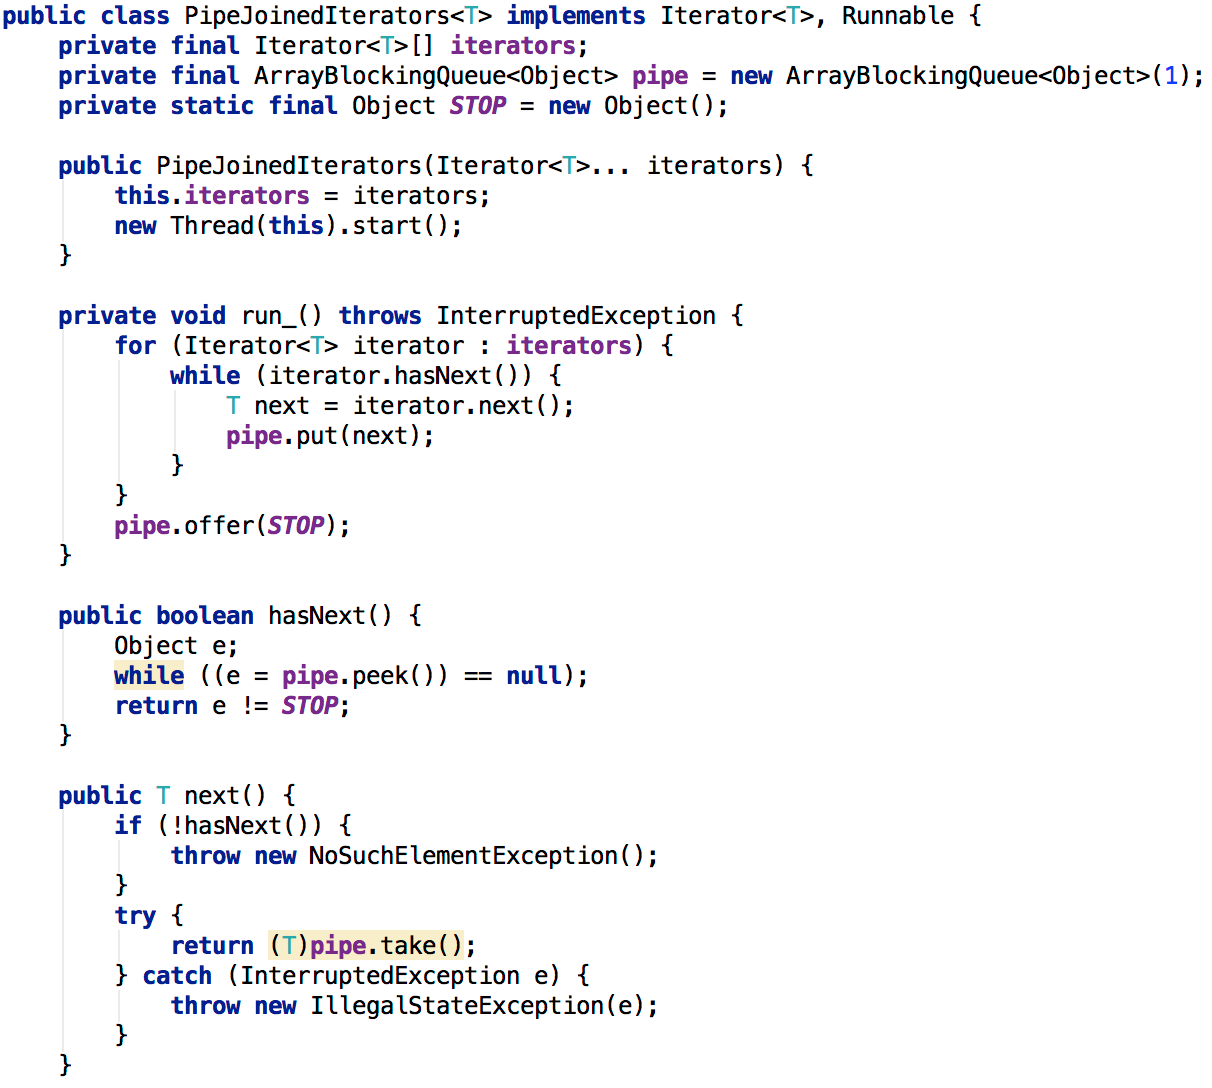 public class PipeJoinedIterators<T> implements Iterator<T>, Runnable {
    private final Iterator<T>[] iterators;
    private final ArrayBlockingQueue<Object> pipe = new ArrayBlockingQueue<Object>(1);
    private static final Object STOP = new Object();

    public PipeJoinedIterators(Iterator<T>... iterators) {
        this.iterators = iterators;
        new Thread(this).start();
    }

    private void run_() throws InterruptedException {
        for (Iterator<T> iterator : iterators) {
            while (iterator.hasNext()) {
                T next = iterator.next();
                pipe.put(next);
            }
        }
        pipe.offer(STOP);
    }

    public boolean hasNext() {
        Object e;
        while ((e = pipe.peek()) == null);
        return e != STOP;
    }

    public T next() {
        if (!hasNext()) {
            throw new NoSuchElementException();
        }
        try {
            return (T)pipe.take();
        } catch (InterruptedException e) {
            throw new IllegalStateException(e);
        }
    }